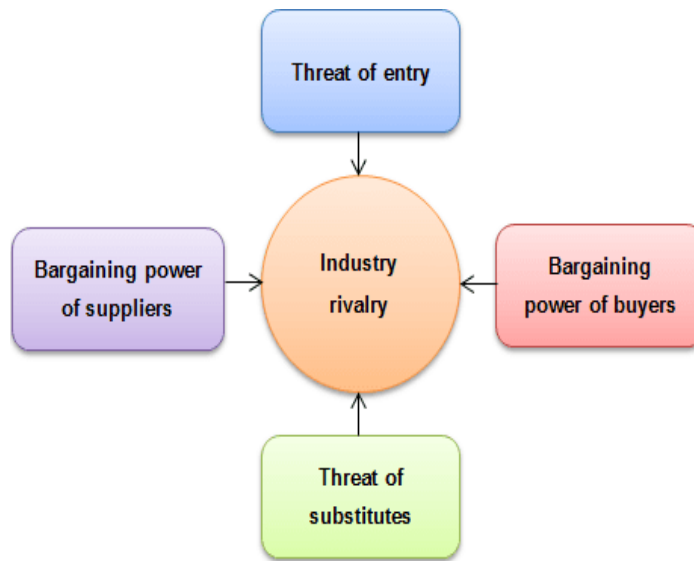 Threat of entry
Bargaining power
of suppliers
Industry
rivalry
Bargaining
power of buyers
Threat of
substitutes